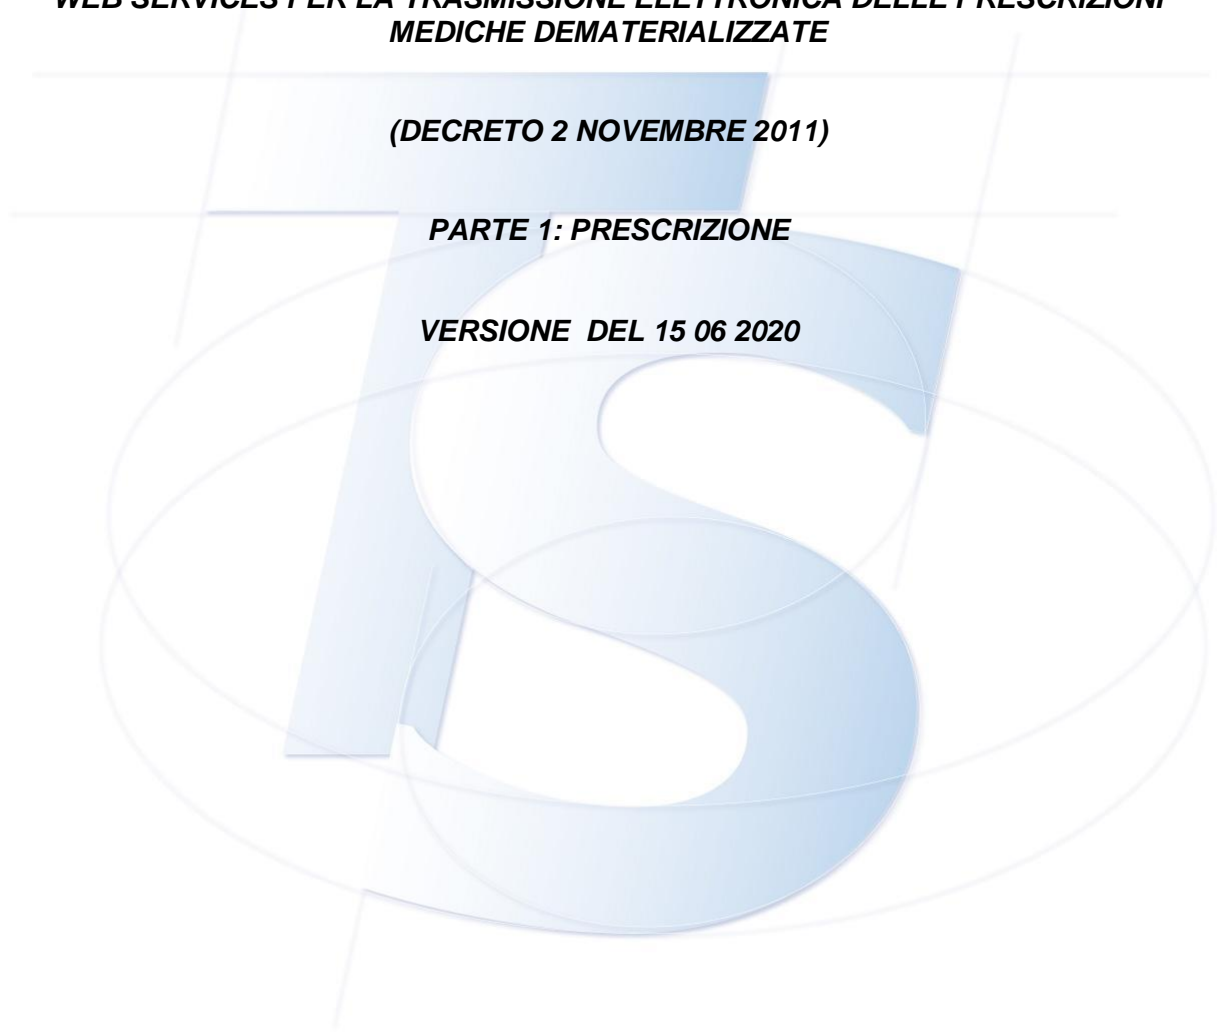 WEB SERVICES PER LA TRASMISSIONE ELETTRONICA DELLE PRESCRIZIONI
MEDICHE DEMATERIALIZZATE
(DECRETO 2 NOVEMBRE 2011)
PARTE 1: PRESCRIZIONE
VERSIONE DEL 15 06 2020
TS